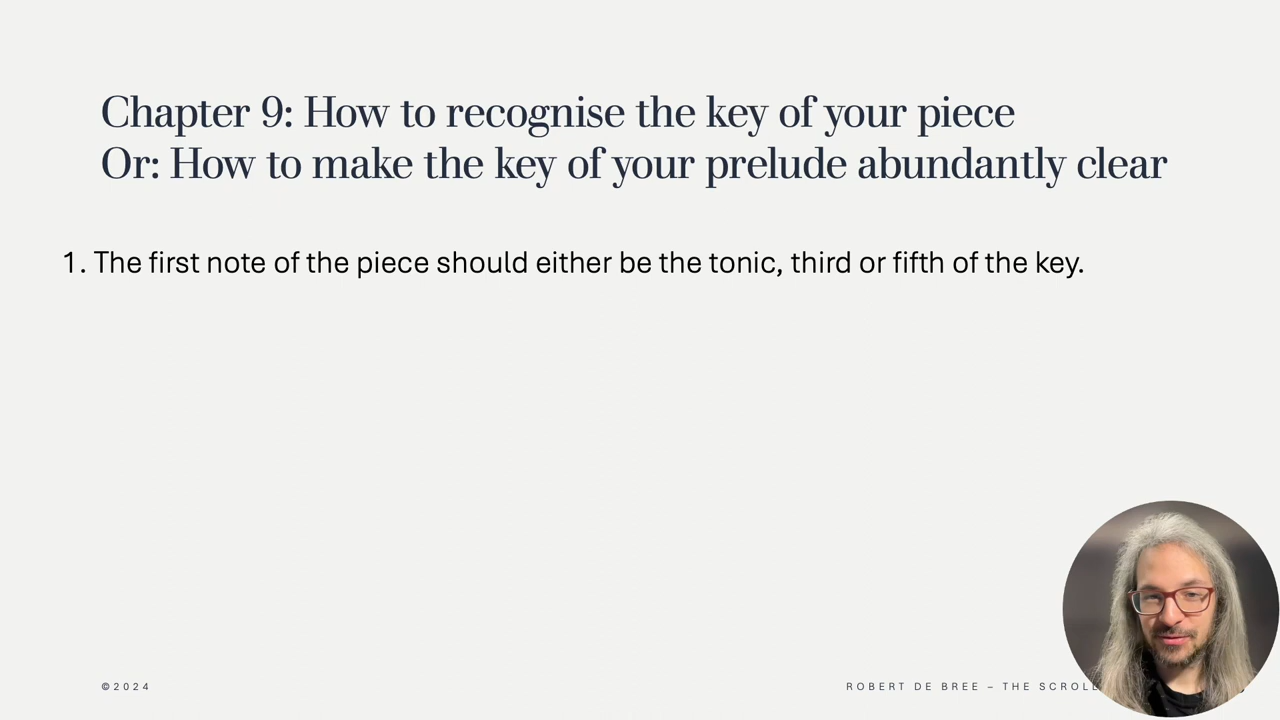 Chapter 9: How to recognise the key of your piece
Or: How to make the key of your prelude abundantly clear
1. The first note of the piece should either be the tonic, third or fifth of the key.
©2024
ROBERT DE BREE – THE SCROLL